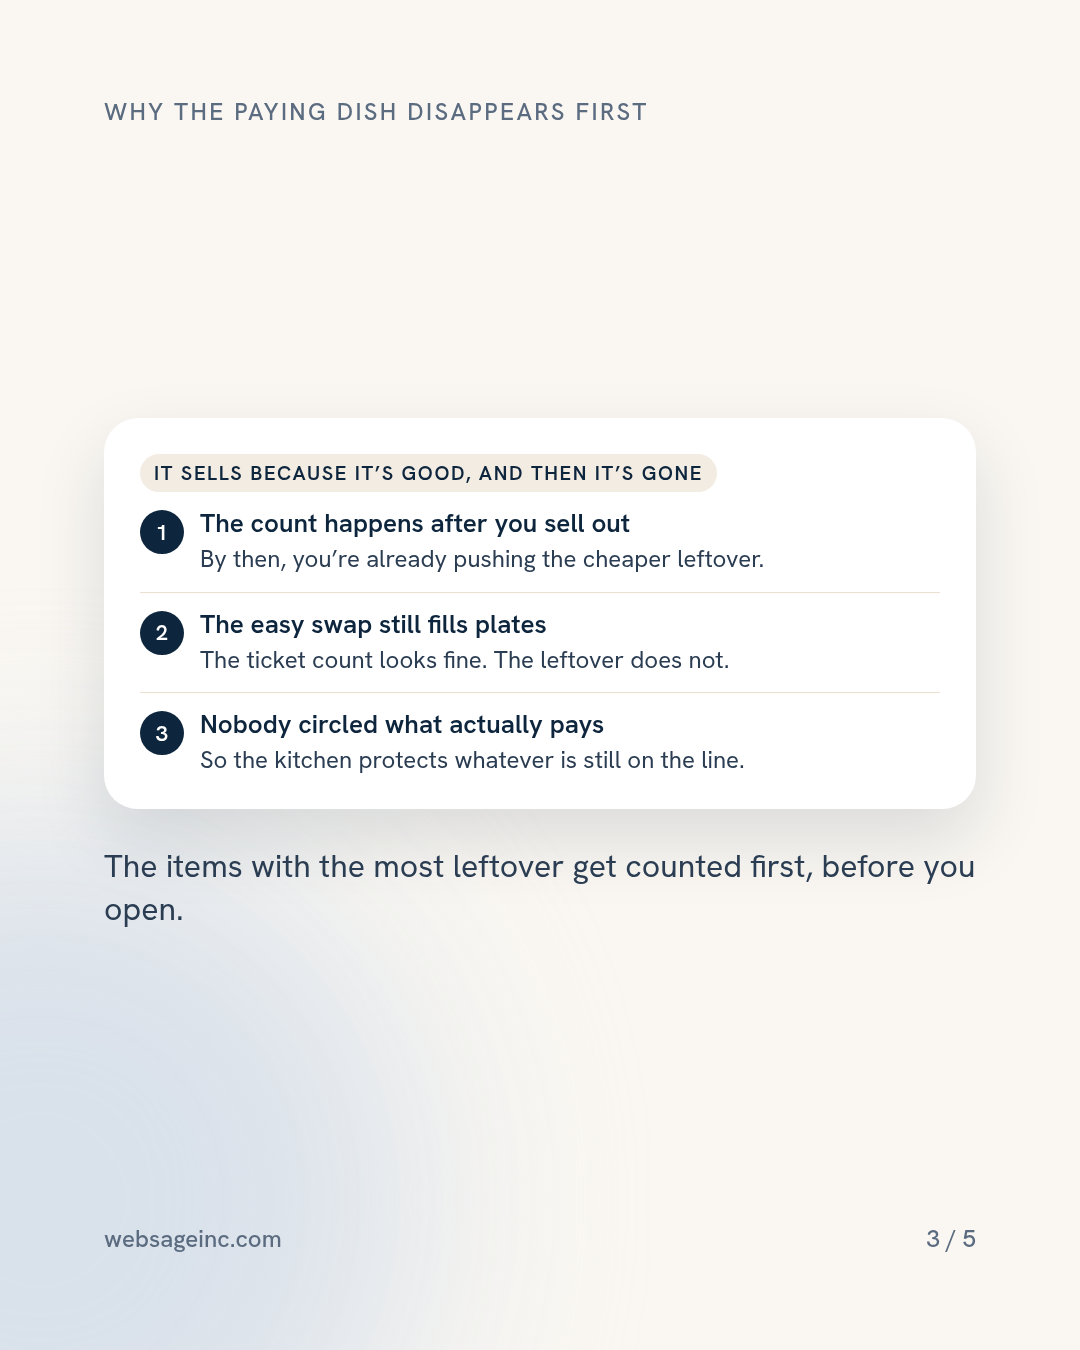 WHY THE PAYING DISH DISAPPEARS FIRST
IT SELLS BECAUSE IT’S GOOD, AND THEN IT’S GONE
1
The count happens after you sell out
By then, you’re already pushing the cheaper leftover.
2
The easy swap still fills plates
The ticket count looks fine. The leftover does not.
3
Nobody circled what actually pays
So the kitchen protects whatever is still on the line.
The items with the most leftover get counted first, before you
open.
websageinc.com
3 / 5